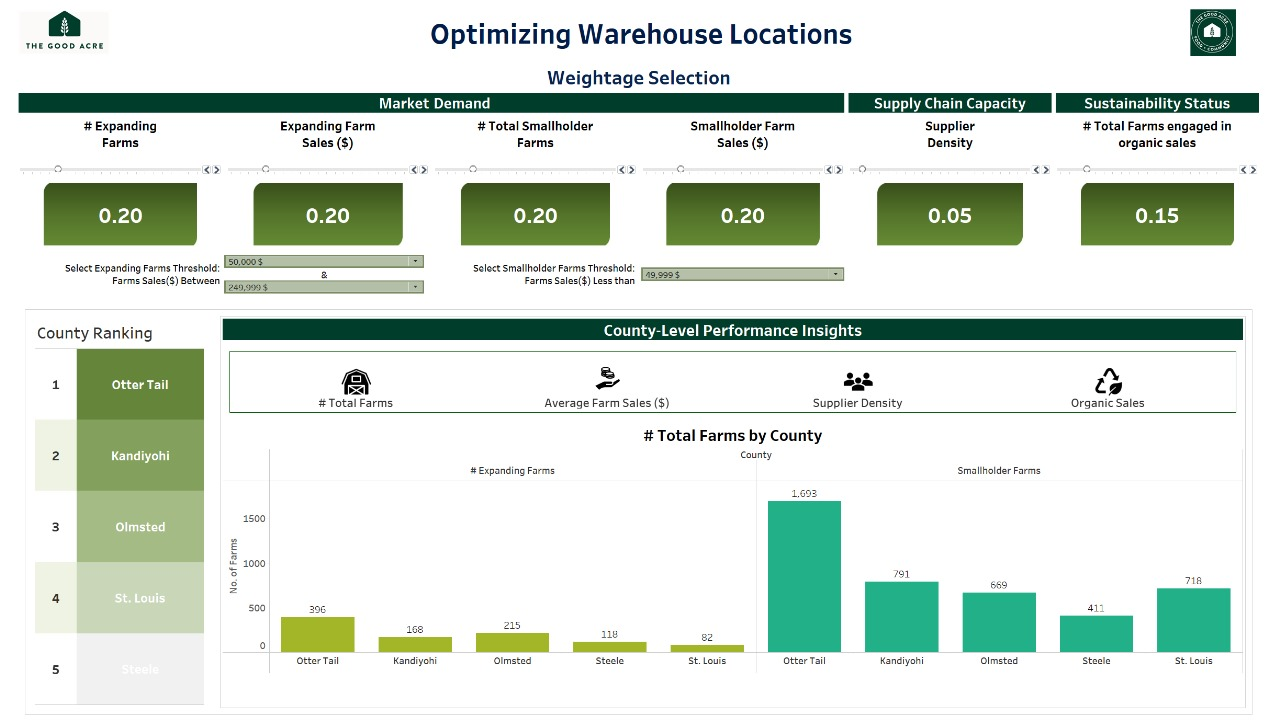 THE GOOD ACRE
Optimizing Warehouse Locations
Weightage Selection
Market Demand
Supply Chain Capacity
Sustainability Status
# Expanding
Farms
Expanding Farm
Sales ($)
# Total Smallholder
Farms
Smallholder Farm
Sales ($)
Supplier
Density
# Total Farms engaged in
organic sales
0.20
0.20
0.20
0.20
0.05
0.15
Select Expanding Farms Threshold:
Farms Sales($) Between
50,000 $
&
249,999 $
Select Smallholder Farms Threshold:
Farms Sales($) Less than
49,999 $
County Ranking
1 Otter Tail
2 Kandiyohi
3 Olmsted
4 St. Louis
5 Steele
County-Level Performance Insights
# Total Farms
Average Farm Sales ($)
Supplier Density
Organic Sales
# Total Farms by County
County
# Expanding Farms
Smallholder Farms
No. of Farms
1500
1000
500
0
396
168
215
118
82
1,693
791
669
411
718
Otter Tail
Kandiyohi
Olmsted
Steele
St. Louis
Otter Tail
Kandiyohi
Olmsted
Steele
St. Louis